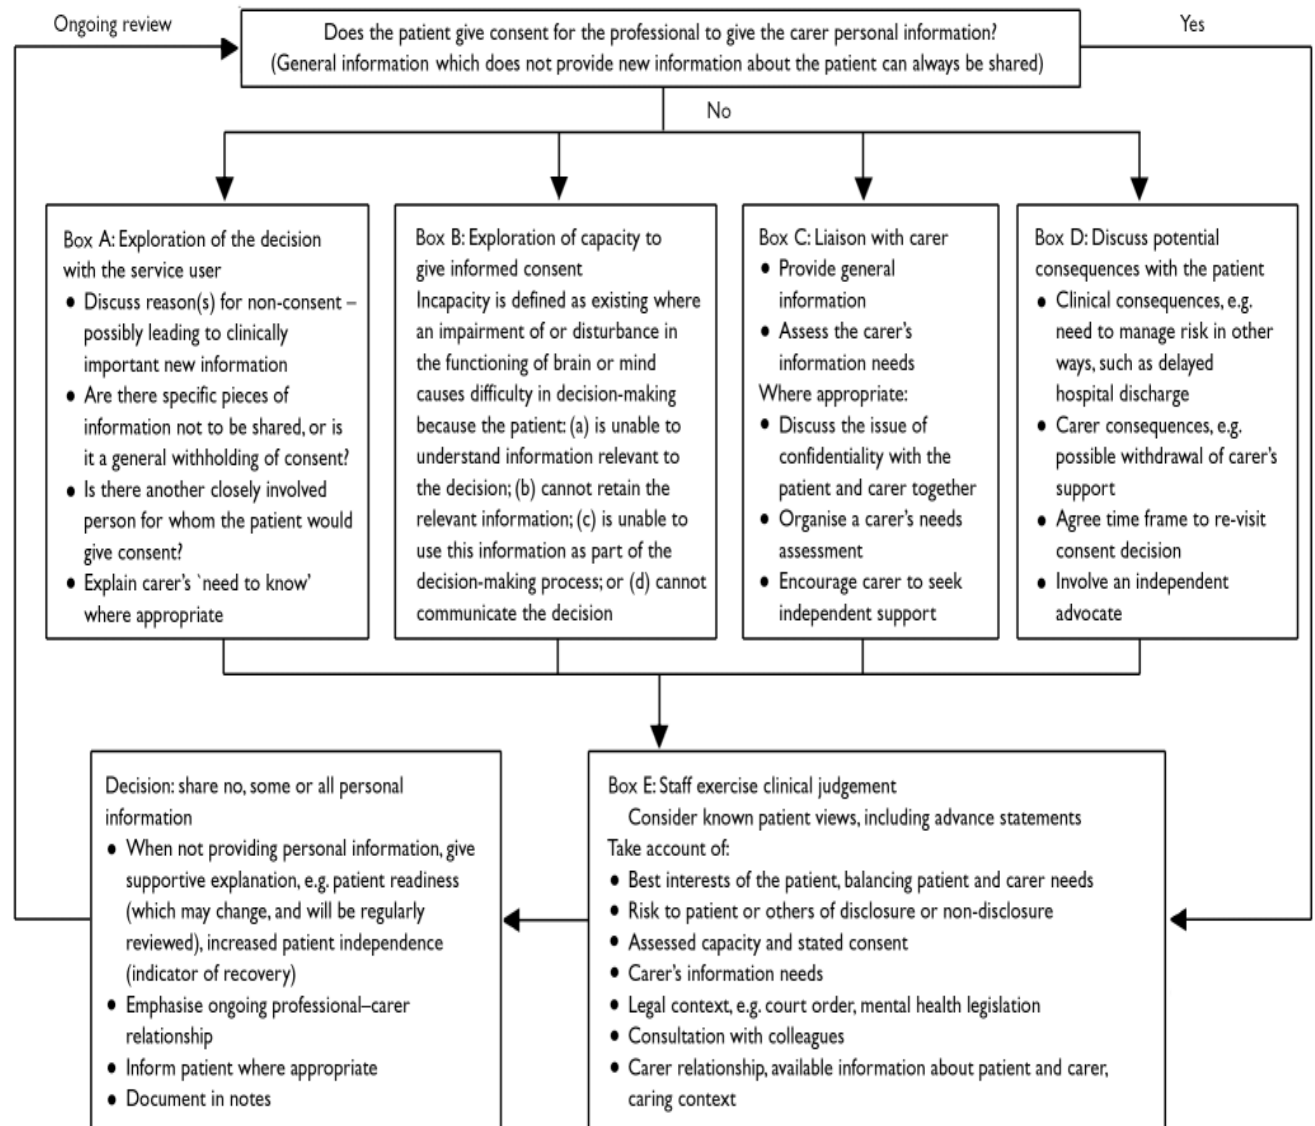 Ongoing review
Does the patient give consent for the professional to give the carer personal information?
(General information which does not provide new information about the patient can always be shared)
Yes
No
Box A: Exploration of the decision
with the service user
● Discuss reason(s) for non-consent –
possibly leading to clinically
important new information
● Are there specific pieces of
information not to be shared, or is
it a general withholding of consent?
● Is there another closely involved
person for whom the patient would
give consent?
● Explain carer's `need to know'
where appropriate
Box B: Exploration of capacity to
give informed consent
Incapacity is defined as existing where
an impairment of or disturbance in
the functioning of brain or mind
causes difficulty in decision-making
because the patient: (a) is unable to
understand information relevant to
the decision; (b) cannot retain the
relevant information; (c) is unable to
use this information as part of the
decision-making process; or (d) cannot
communicate the decision
Box C: Liaison with carer
● Provide general
information
● Assess the carer's
information needs
Where appropriate:
● Discuss the issue of
confidentiality with the
patient and carer together
● Organise a carer's needs
assessment
● Encourage carer to seek
independent support
Box D: Discuss potential
consequences with the patient
● Clinical consequences, e.g.
need to manage risk in other
ways, such as delayed
hospital discharge
● Carer consequences, e.g.
possible withdrawal of carer's
support
● Agree time frame to re-visit
consent decision
● Involve an independent
advocate
Decision: share no, some or all personal
information
● When not providing personal information, give
supportive explanation, e.g. patient readiness
(which may change, and will be regularly
reviewed), increased patient independence
(indicator of recovery)
● Emphasise ongoing professional–carer
relationship
● Inform patient where appropriate
● Document in notes
Box E: Staff exercise clinical judgement
Consider known patient views, including advance statements
Take account of:
● Best interests of the patient, balancing patient and carer needs
● Risk to patient or others of disclosure or non-disclosure
● Assessed capacity and stated consent
● Carer's information needs
● Legal context, e.g. court order, mental health legislation
● Consultation with colleagues
● Carer relationship, available information about patient and carer,
caring context